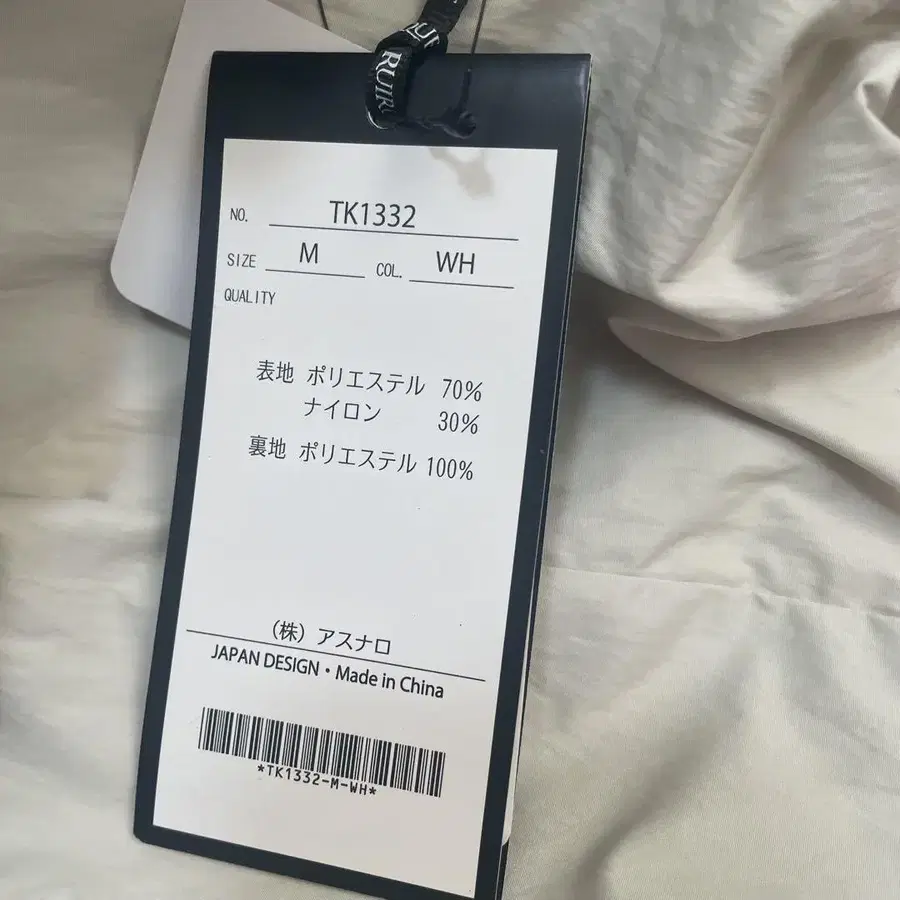 NO. TK1332
SIZE M COL. WH
QUALITY
表地 ポリエステル 70%
ナイロン 30%
裏地 ポリエステル 100%
（株）アスナロ
JAPAN DESIGN・Made in China
*TK1332-M-WH*